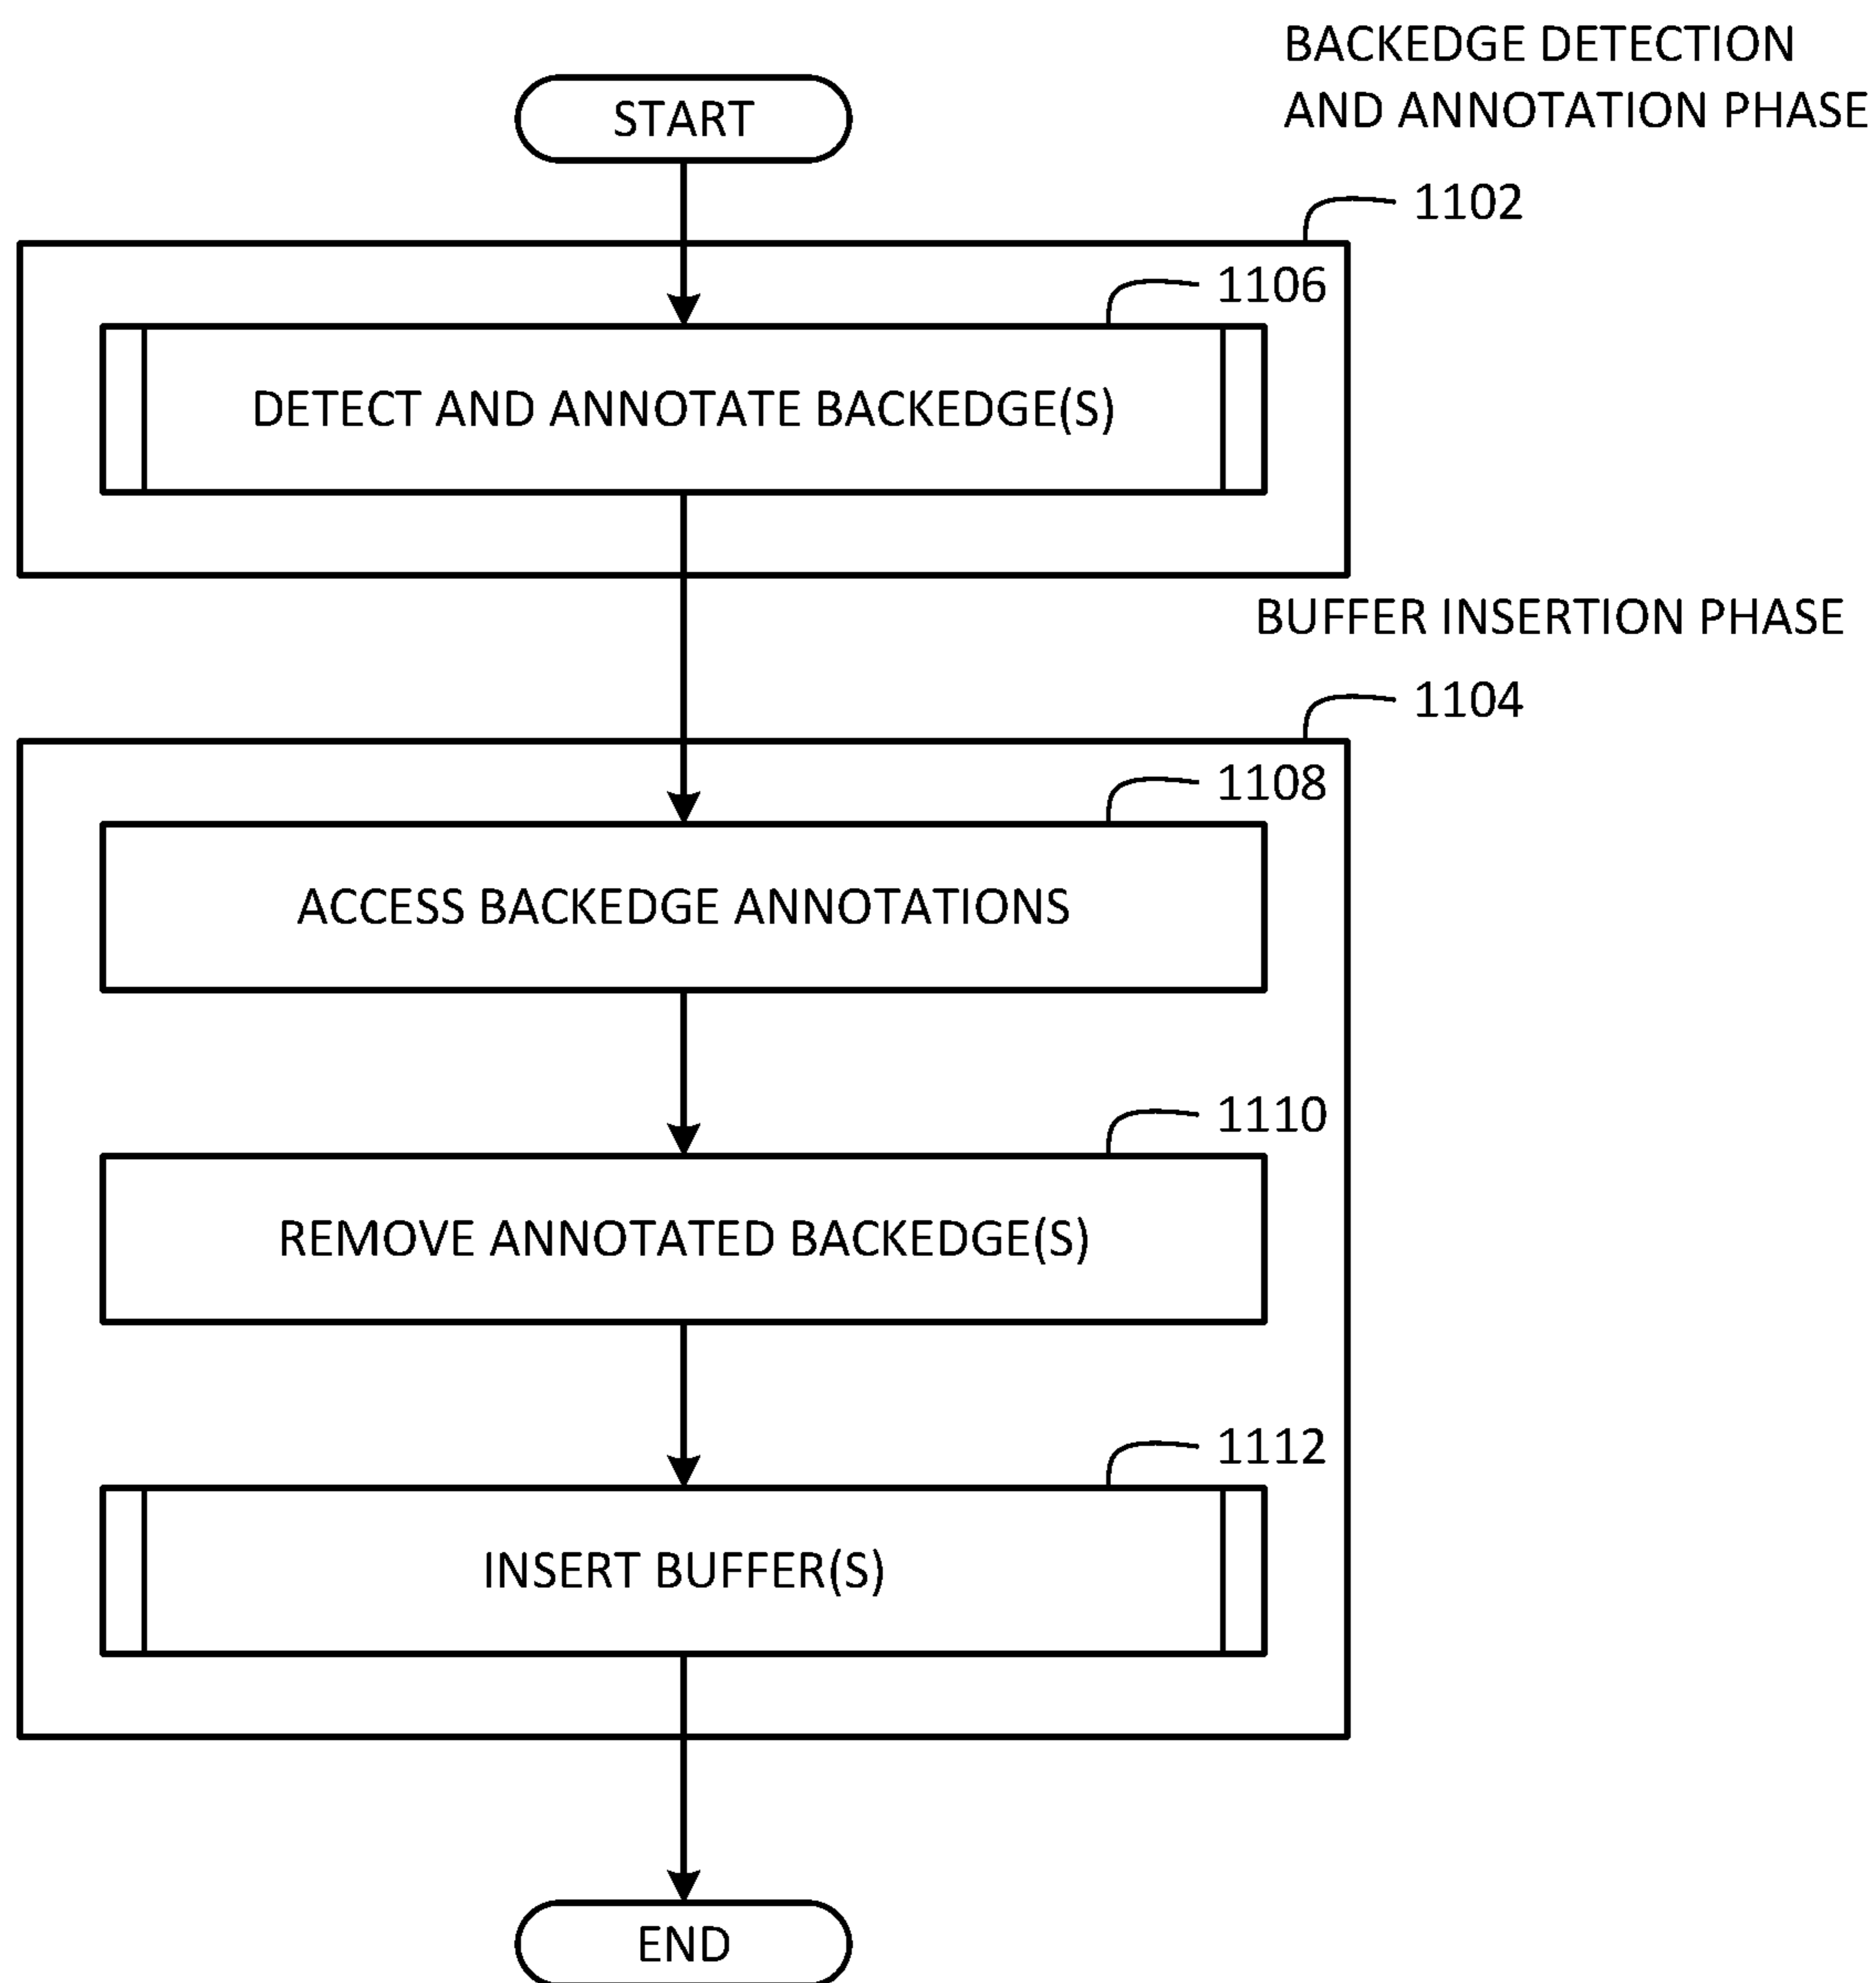 BACKEDGE DETECTION
AND ANNOTATION PHASE
START
1102
1106
DETECT AND ANNOTATE BACKEDGE(S)
BUFFER INSERTION PHASE
1104
1108
ACCESS BACKEDGE ANNOTATIONS
1110
REMOVE ANNOTATED BACKEDGE(S)
1112
INSERT BUFFER(S)
END